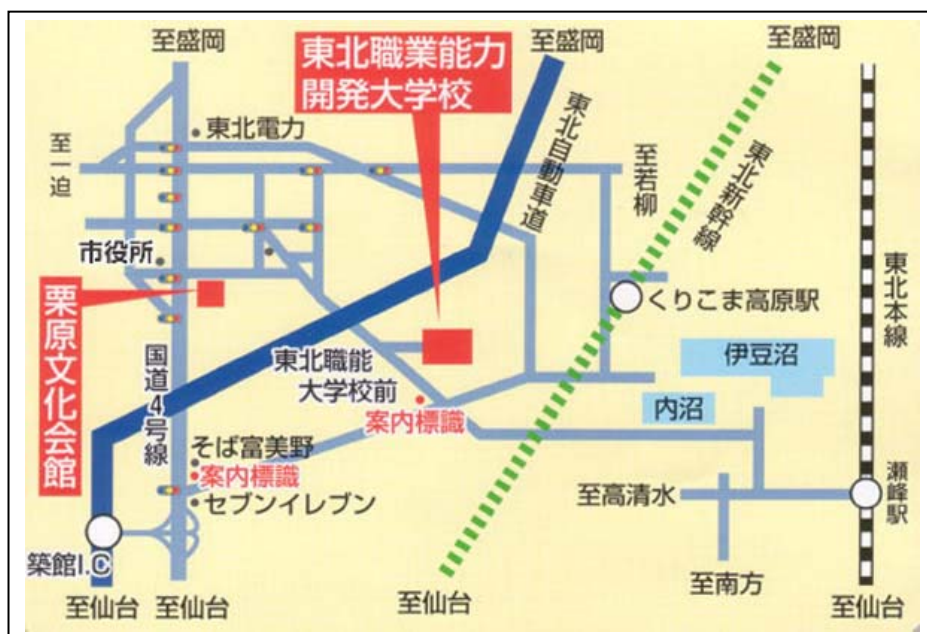 至盛岡
東北職業能力
開発大学校
至盛岡
至盛岡
東北電力
至一迫
東北自動車道
至若柳
東北新幹線
市役所
くりこま高原駅
東北本線
栗原文化会館
国道4号線
東北職能
大学校前
案内標識
伊豆沼
内沼
そば富美野
案内標識
セブンイレブン
至高清水
瀬峰駅
築館I.C
至仙台
至仙台
至仙台
至南方
至仙台